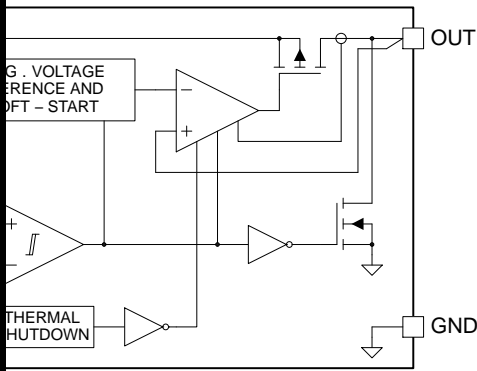 OUT
G . VOLTAGE
ERENCE AND
OFT – START
–
+
+
–
THERMAL
HUTDOWN
GND